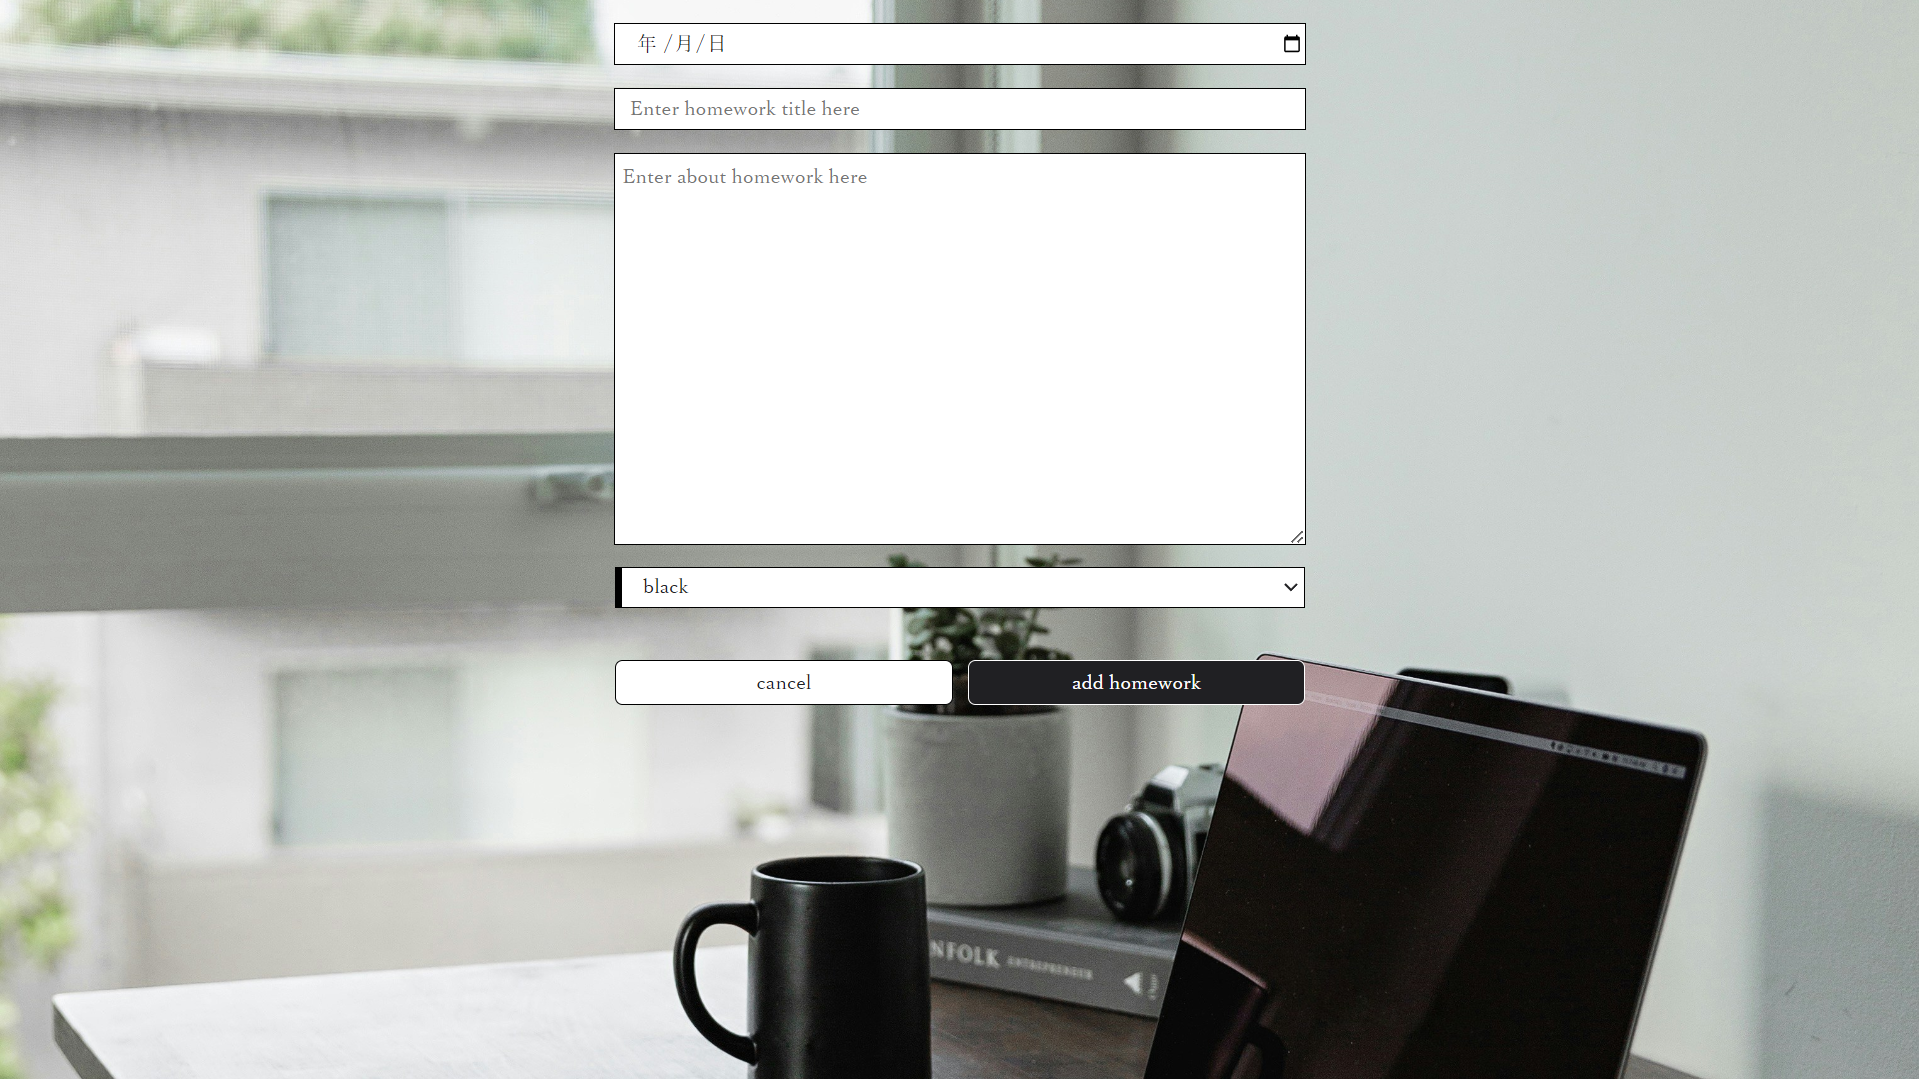 年 /月/日
Enter homework title here
Enter about homework here
black
cancel
add homework
NFOLK ENTREPRENEUR